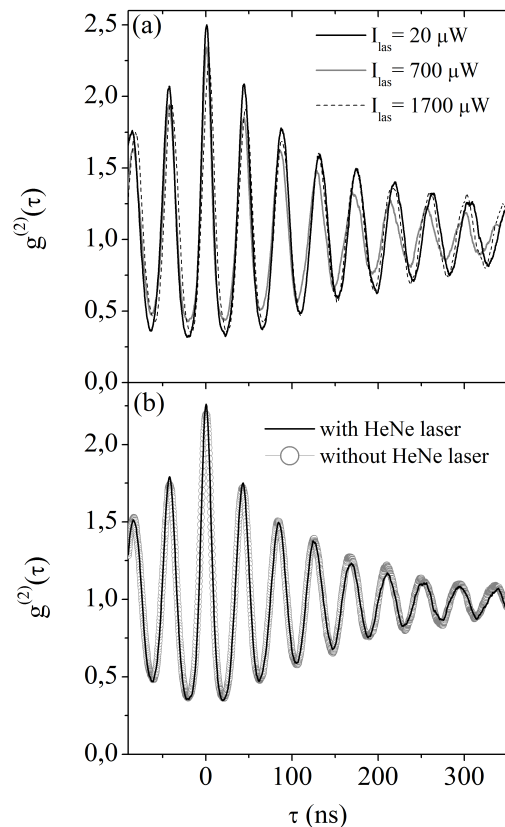 (a)
I_las = 20 μW
I_las = 700 μW
I_las = 1700 μW
2,5
2,0
1,5
1,0
0,5
0,0
g^(2)(τ)
(b)
with HeNe laser
without HeNe laser
2,0
1,5
1,0
0,5
0,0
g^(2)(τ)
0
100
200
300
τ (ns)